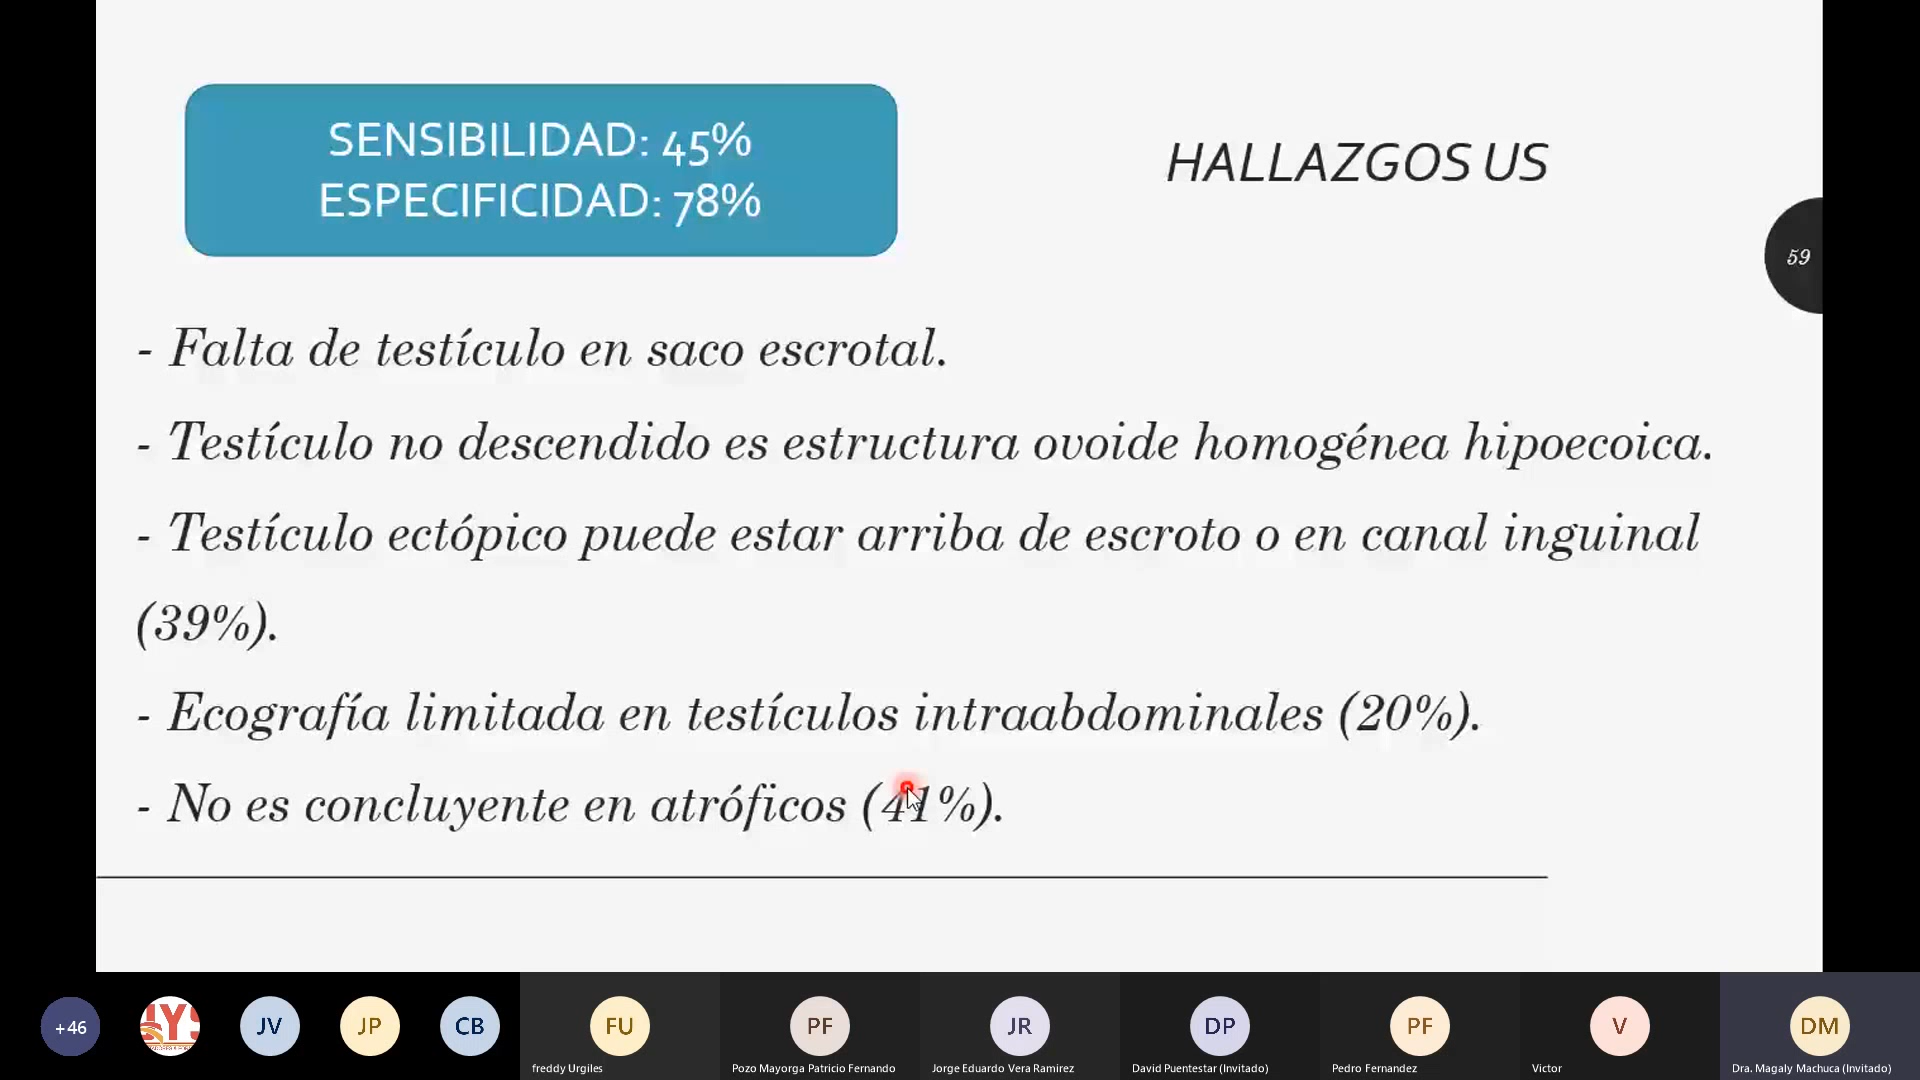 SENSIBILIDAD: 45%
ESPECIFICIDAD: 78%
HALLAZGOS US
59
- Falta de testículo en saco escrotal.
- Testículo no descendido es estructura ovoide homogénea hipoecoica.
- Testículo ectópico puede estar arriba de escroto o en canal inguinal
(39%).
- Ecografía limitada en testículos intraabdominales (20%).
- No es concluyente en atróficos (41%).
+46
JV
JP
CB
FU
PF
JR
DP
PF
V
DM
freddy Urgiles
Pozo Mayorga Patricio Fernando
Jorge Eduardo Vera Ramirez
David Puentestar (Invitado)
Pedro Fernandez
Victor
Dra. Magaly Machuca (Invitado)